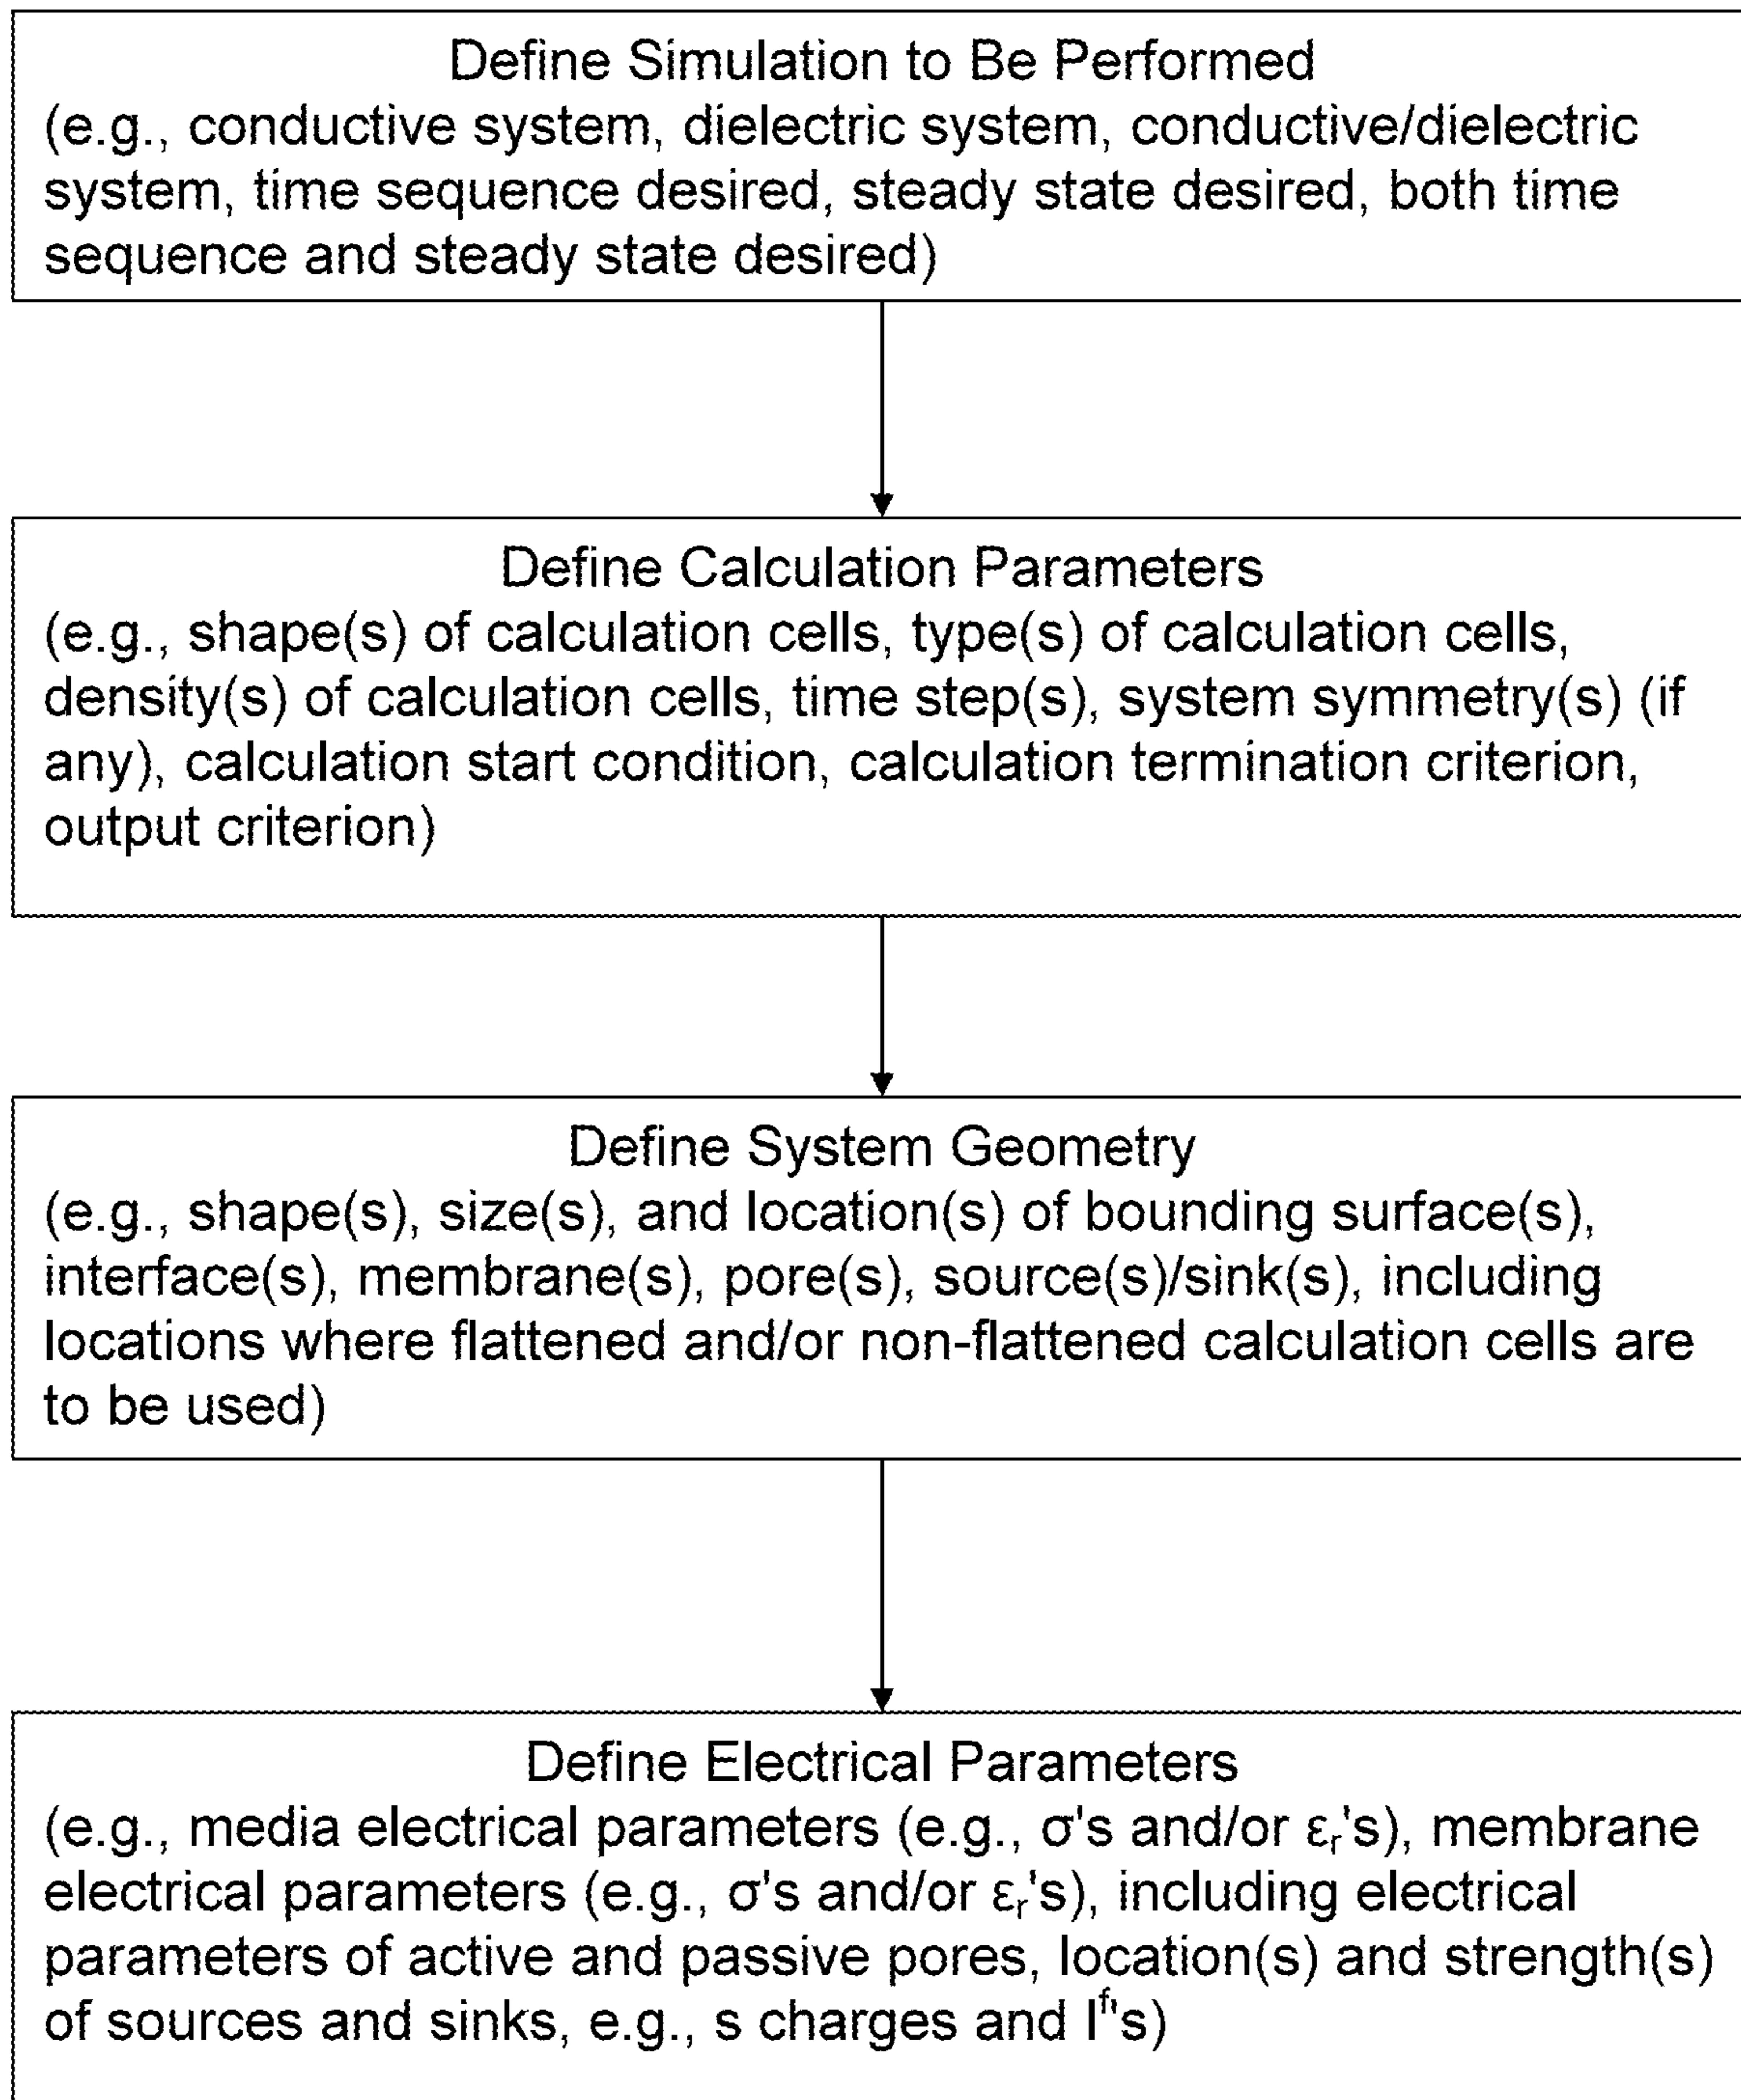 Define Simulation to Be Performed
(e.g., conductive system, dielectric system, conductive/dielectric
system, time sequence desired, steady state desired, both time
sequence and steady state desired)
Define Calculation Parameters
(e.g., shape(s) of calculation cells, type(s) of calculation cells,
density(s) of calculation cells, time step(s), system symmetry(s) (if
any), calculation start condition, calculation termination criterion,
output criterion)
Define System Geometry
(e.g., shape(s), size(s), and location(s) of bounding surface(s),
interface(s), membrane(s), pore(s), source(s)/sink(s), including
locations where flattened and/or non-flattened calculation cells are
to be used)
Define Electrical Parameters
(e.g., media electrical parameters (e.g., σ's and/or εᵣ's), membrane
electrical parameters (e.g., σ's and/or εᵣ's), including electrical
parameters of active and passive pores, location(s) and strength(s)
of sources and sinks, e.g., s charges and Iᶠ's)